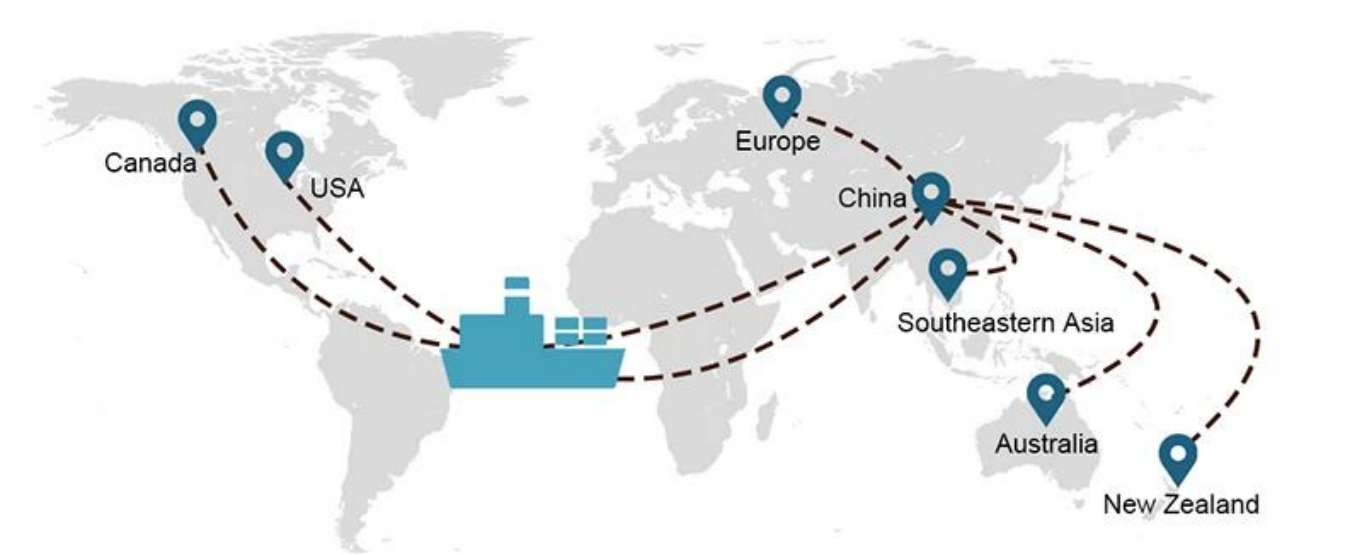 Europe
Canada
USA
China
Southeastern Asia
Australia
New Zealand